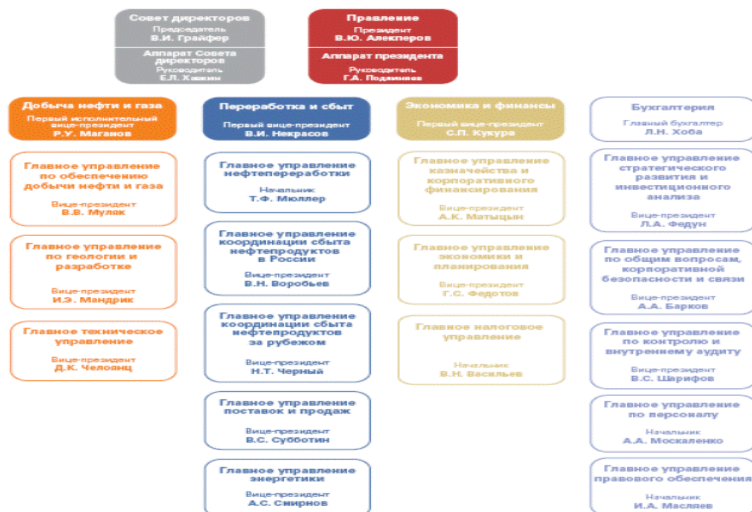 Совет директоров
Председатель
В.И. Грайфер
Аппарат Совета
директоров
Руководитель
Е.Л. Хавкин
Правление
Президент
В.Ю. Алекперов
Аппарат президента
Руководитель
Г.А.
Добыча нефти и газа
Первый исполнительный
вице-президент
Р.У. Маганов
Главное управление
по обеспечению
добычи нефти и газа
Вице-президент
В.В. Муляк
Главное управление
по геологии и
разработке
Вице-президент
И.Э. Мандрик
Главное техническое
управление
Вице-президент
Д.К. Челоянц
Переработка и сбыт
Первый вице-президент
В.И. Некрасов
Главное управление
нефтепереработки
Начальник
Т.Ф. Мюллер
Главное управление
координации сбыта
нефтепродуктов
в России
Вице-президент
В.Н. Воробьев
Главное управление
координации сбыта
нефтепродуктов
за рубежом
Вице-президент
Н.Т. Черный
Главное управление
поставок и продаж
Вице-президент
В.С. Субботин
Главное управление
энергетики
Вице-президент
А.С. Смирнов
Экономика и финансы
Первый вице-президент
С.П. Кукура
Главное управление
казначейства и
корпоративного
финансирования
Вице-президент
А.К. Матыцын
Главное управление
экономики и
планирования
Вице-президент
Г.С. Федотов
Главное налоговое
управление
Начальник
В.Н. Васильев
Бухгалтерия
Главный бухгалтер
Л.Н. Хоба
Главное управление
стратегического
развития и
инвестиционного
анализа
Вице-президент
Л.А. Федун
Главное управление
по общим вопросам,
корпоративной
безопасности и связи
Вице-президент
А.А. Барков
Главное управление
по контролю и
внутреннему аудиту
Вице-президент
В.С. Шарифов
Главное управление
по персоналу
Начальник
А.А. Москаленко
Главное управление
правового обеспечения
Начальник
И.А. Масляев